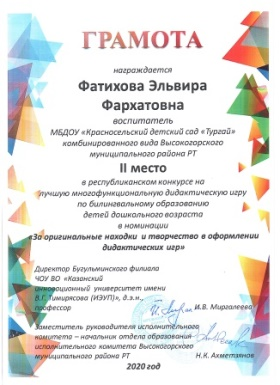 ГРАМОТА
награждается
Фатихова Эльвира
Фархатовна
воспитатель
МБДОУ «Красносельский детский сад «Тургай»
комбинированного вида Высокогорского
муниципального района РТ
II место
в республиканском конкурсе на
лучшую многофункциональную дидактическую игру
по билингвальному образованию
детей дошкольного возраста
в номинации
«За оригинальные находки и творчество в оформлении
дидактических игр»
Директор Бугульминского филиала
ЧОУ ВО «Казанский
инновационный университет имени
В.Г.Тимирясова (ИЭУП)», д.э.н.,
профессор И.В. Миргалеева
Заместитель руководителя исполнительного
комитета – начальник отдела образования
исполнительного комитета Высокогорского
муниципального района РТ Н.К. Ахметзянов
2020 год